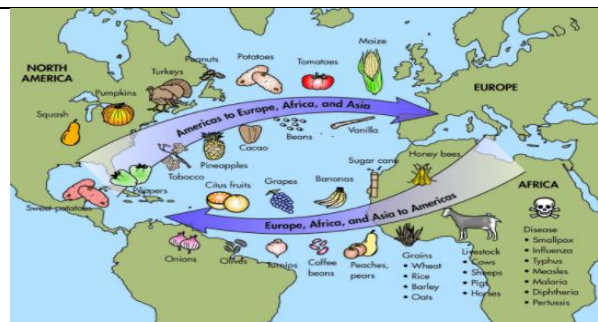 NORTH
AMERICA
Squash
Pumpkins
Turkeys
Peanuts
Potatoes
Tomatoes
Maize
EUROPE
Americas to Europe, Africa, and Asia
Sweet potatoes
Peppers
Tobacco
Pineapples
Cacao
Beans
Vanilla
Citus fruits
Grapes
Bananas
Sugar cane
Honey bees
AFRICA
Europe, Africa, and Asia to Americas
Onions
Olives
Turnips
Coffee
beans
Peaches,
pears
Grains
• Wheat
• Rice
• Barley
• Oats
Livestock
• Cows
• Sheeps
• Pigs
• Horses
Disease
• Smallpox
• Influenza
• Typhus
• Measles
• Malaria
• Diphtheria
• Pertussis